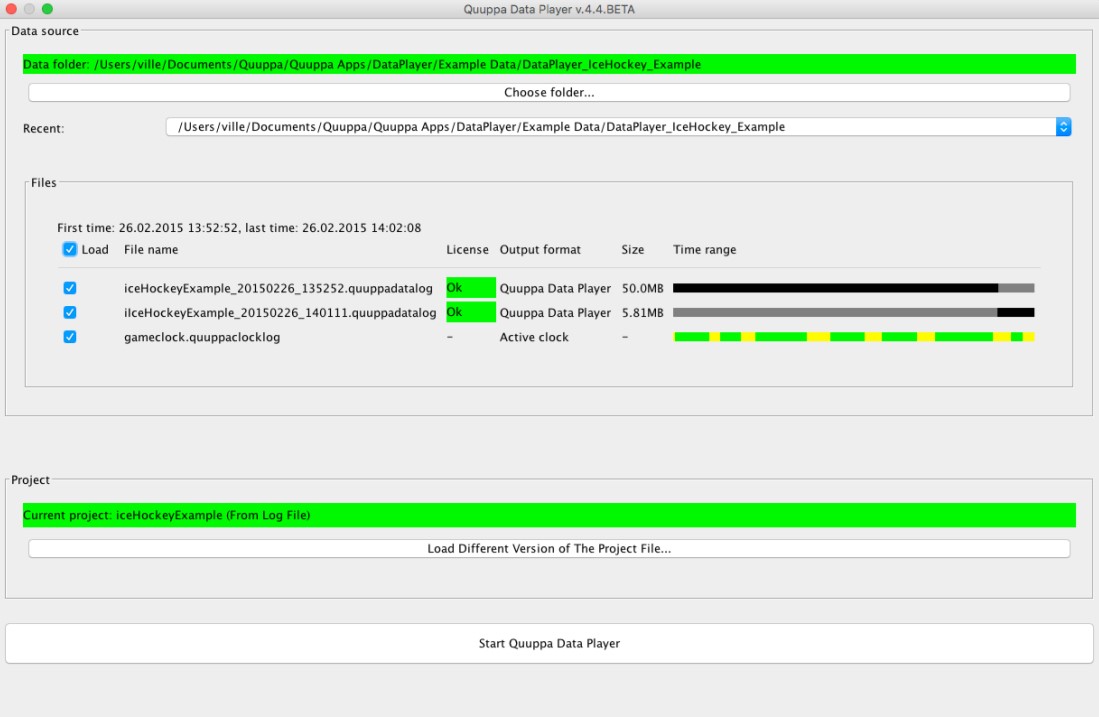 Quuppa Data Player v.4.4.BETA
Data source
Data folder: /Users/ville/Documents/Quuppa/Quuppa Apps/DataPlayer/Example Data/DataPlayer_IceHockey_Example
Choose folder...
Recent: /Users/ville/Documents/Quuppa/Quuppa Apps/DataPlayer/Example Data/DataPlayer_IceHockey_Example
Files
First time: 26.02.2015 13:52:52, last time: 26.02.2015 14:02:08
Load File name License Output format Size Time range
iceHockeyExample_20150226_135252.quuppadatalog Ok Quuppa Data Player 50.0MB
iIceHockeyExample_20150226_140111.quuppadatalog Ok Quuppa Data Player 5.81MB
gameclock.quuppaclocklog - Active clock -
Project
Current project: iceHockeyExample (From Log File)
Load Different Version of The Project File...
Start Quuppa Data Player